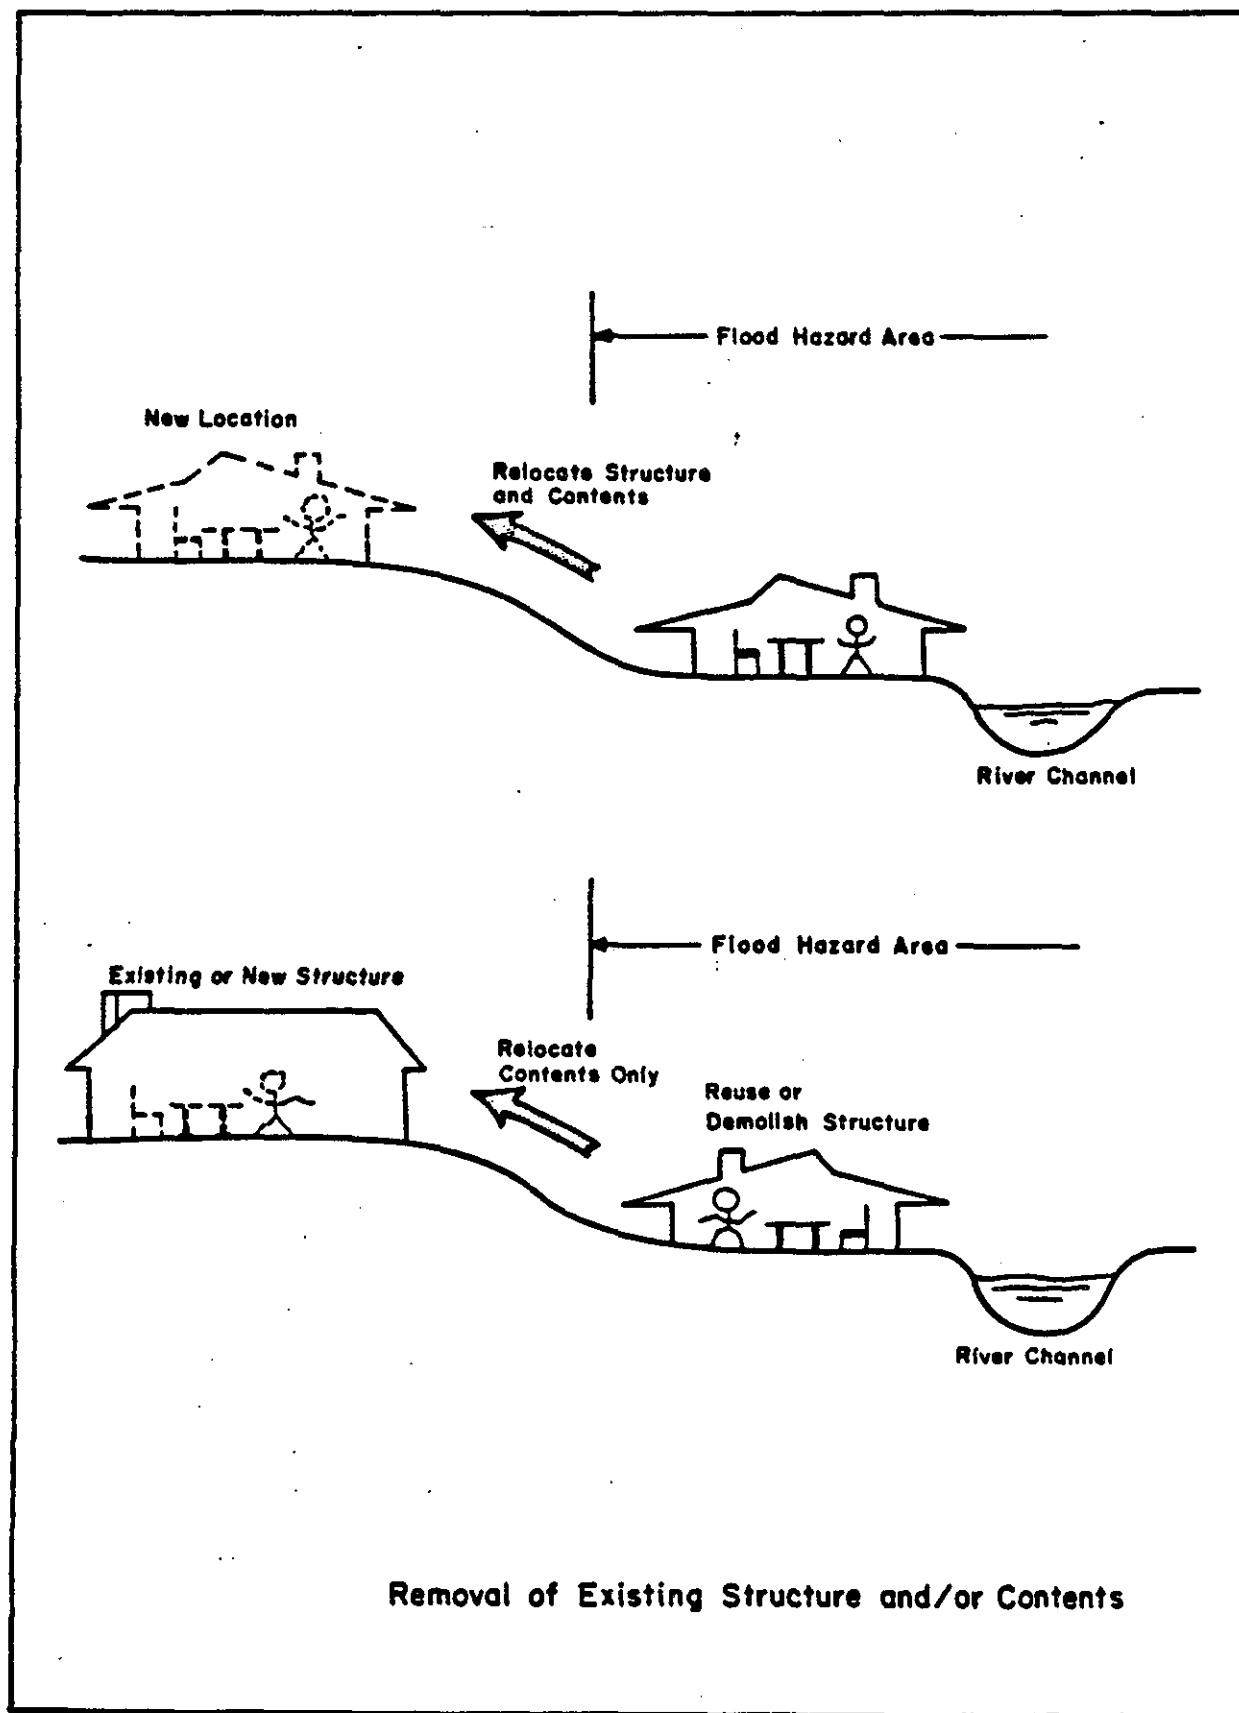 Flood Hazard Area
New Location
Relocate Structure
and Contents
River Channel
Flood Hazard Area
Existing or New Structure
Relocate
Contents Only
Reuse or
Demolish Structure
River Channel
Removal of Existing Structure and/or Contents